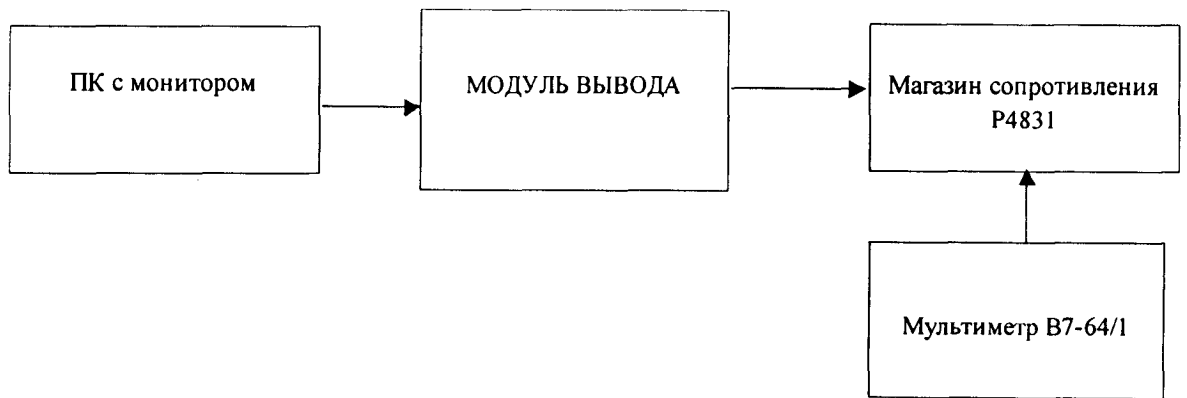 ПК с монитором
МОДУЛЬ ВЫВОДА
Магазин сопротивления
Р4831
Мультиметр В7-64/1